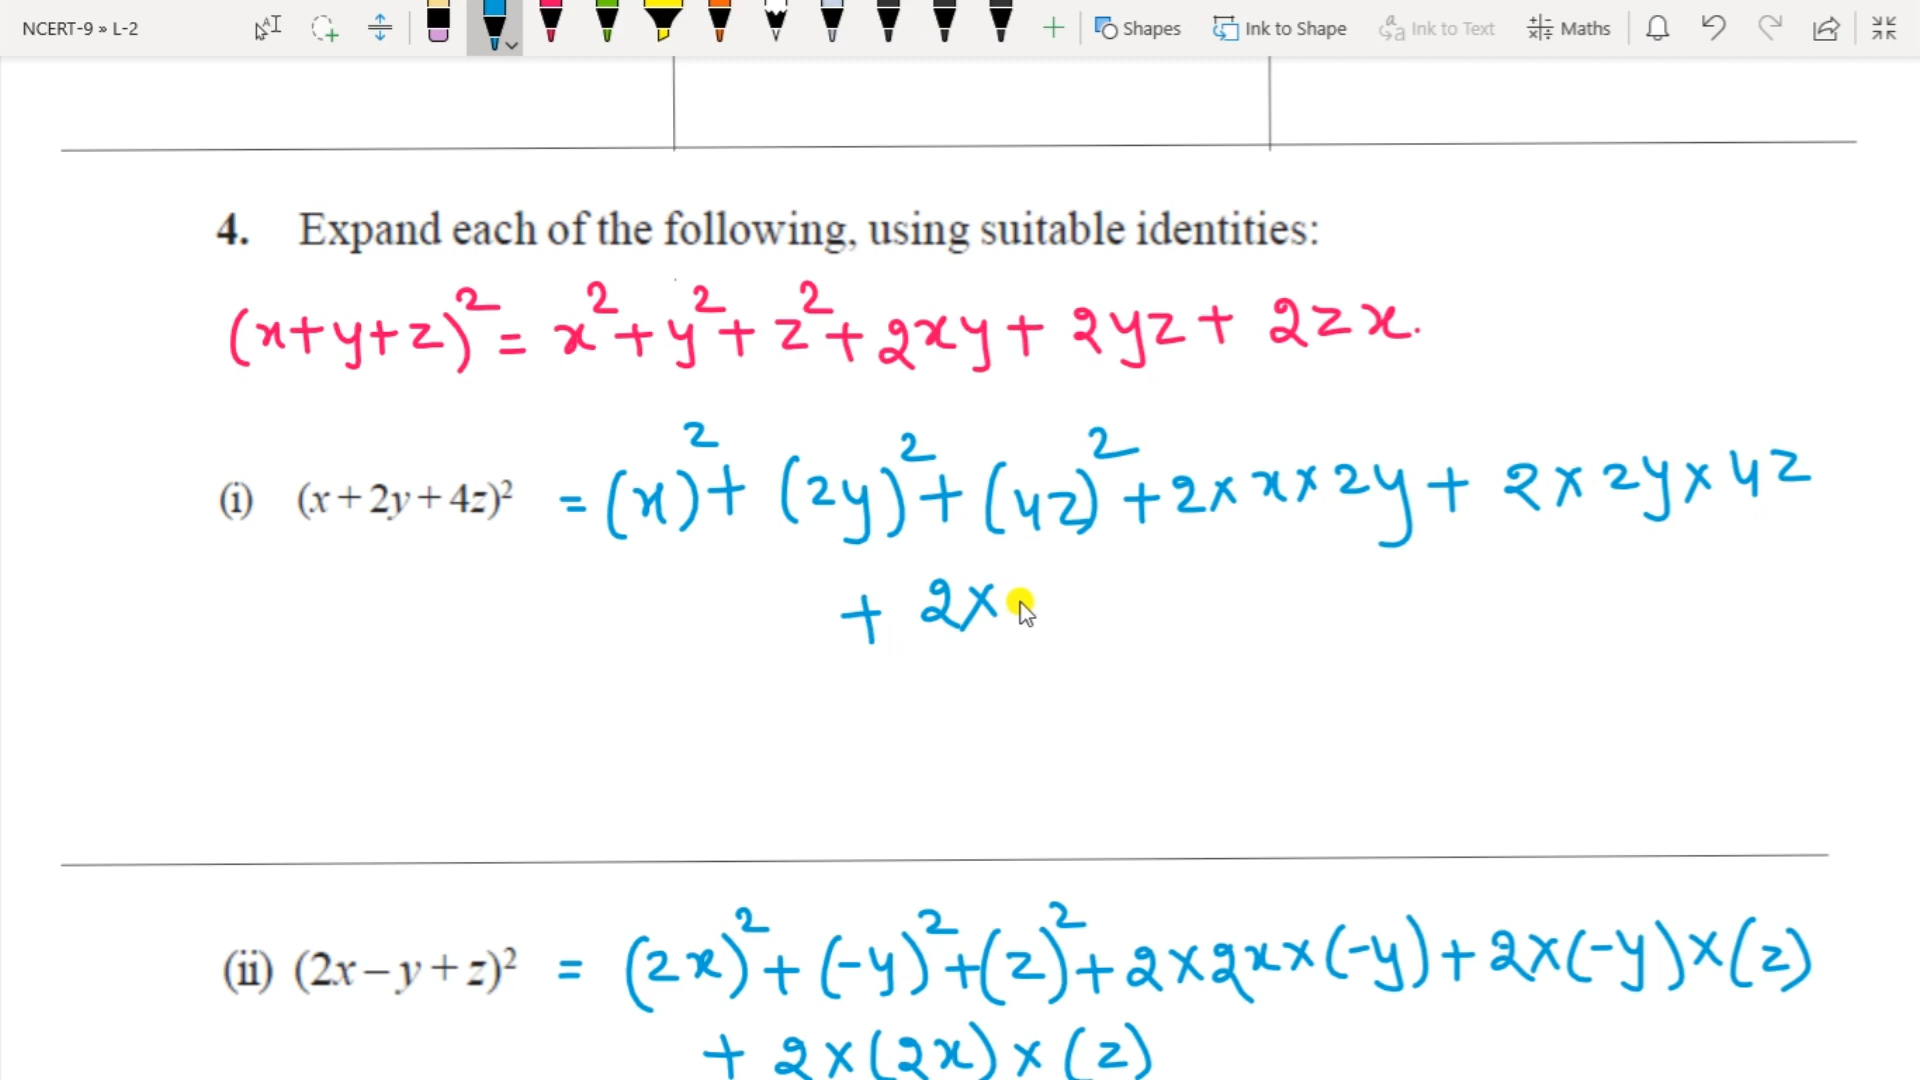 NCERT-9 » L-2 Shapes Ink to Shape Ink to Text Maths
4. Expand each of the following, using suitable identities:
(x+y+z)² = x² + y² + z² + 2xy + 2yz + 2zx.
(i) (x + 2y + 4z)² = (x)² + (2y)² + (4z)² + 2 × x × 2y + 2 × 2y × 4z
+ 2×
(ii) (2x – y + z)² = (2x)² + (-y)² + (z)² + 2 × 2x × (-y) + 2 × (-y) × (z)
+ 2 × (2x) × (z)